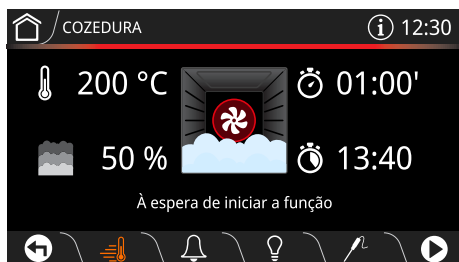 COZEDURA
12:30
200 °C
01:00'
50 %
13:40
À espera de iniciar a função